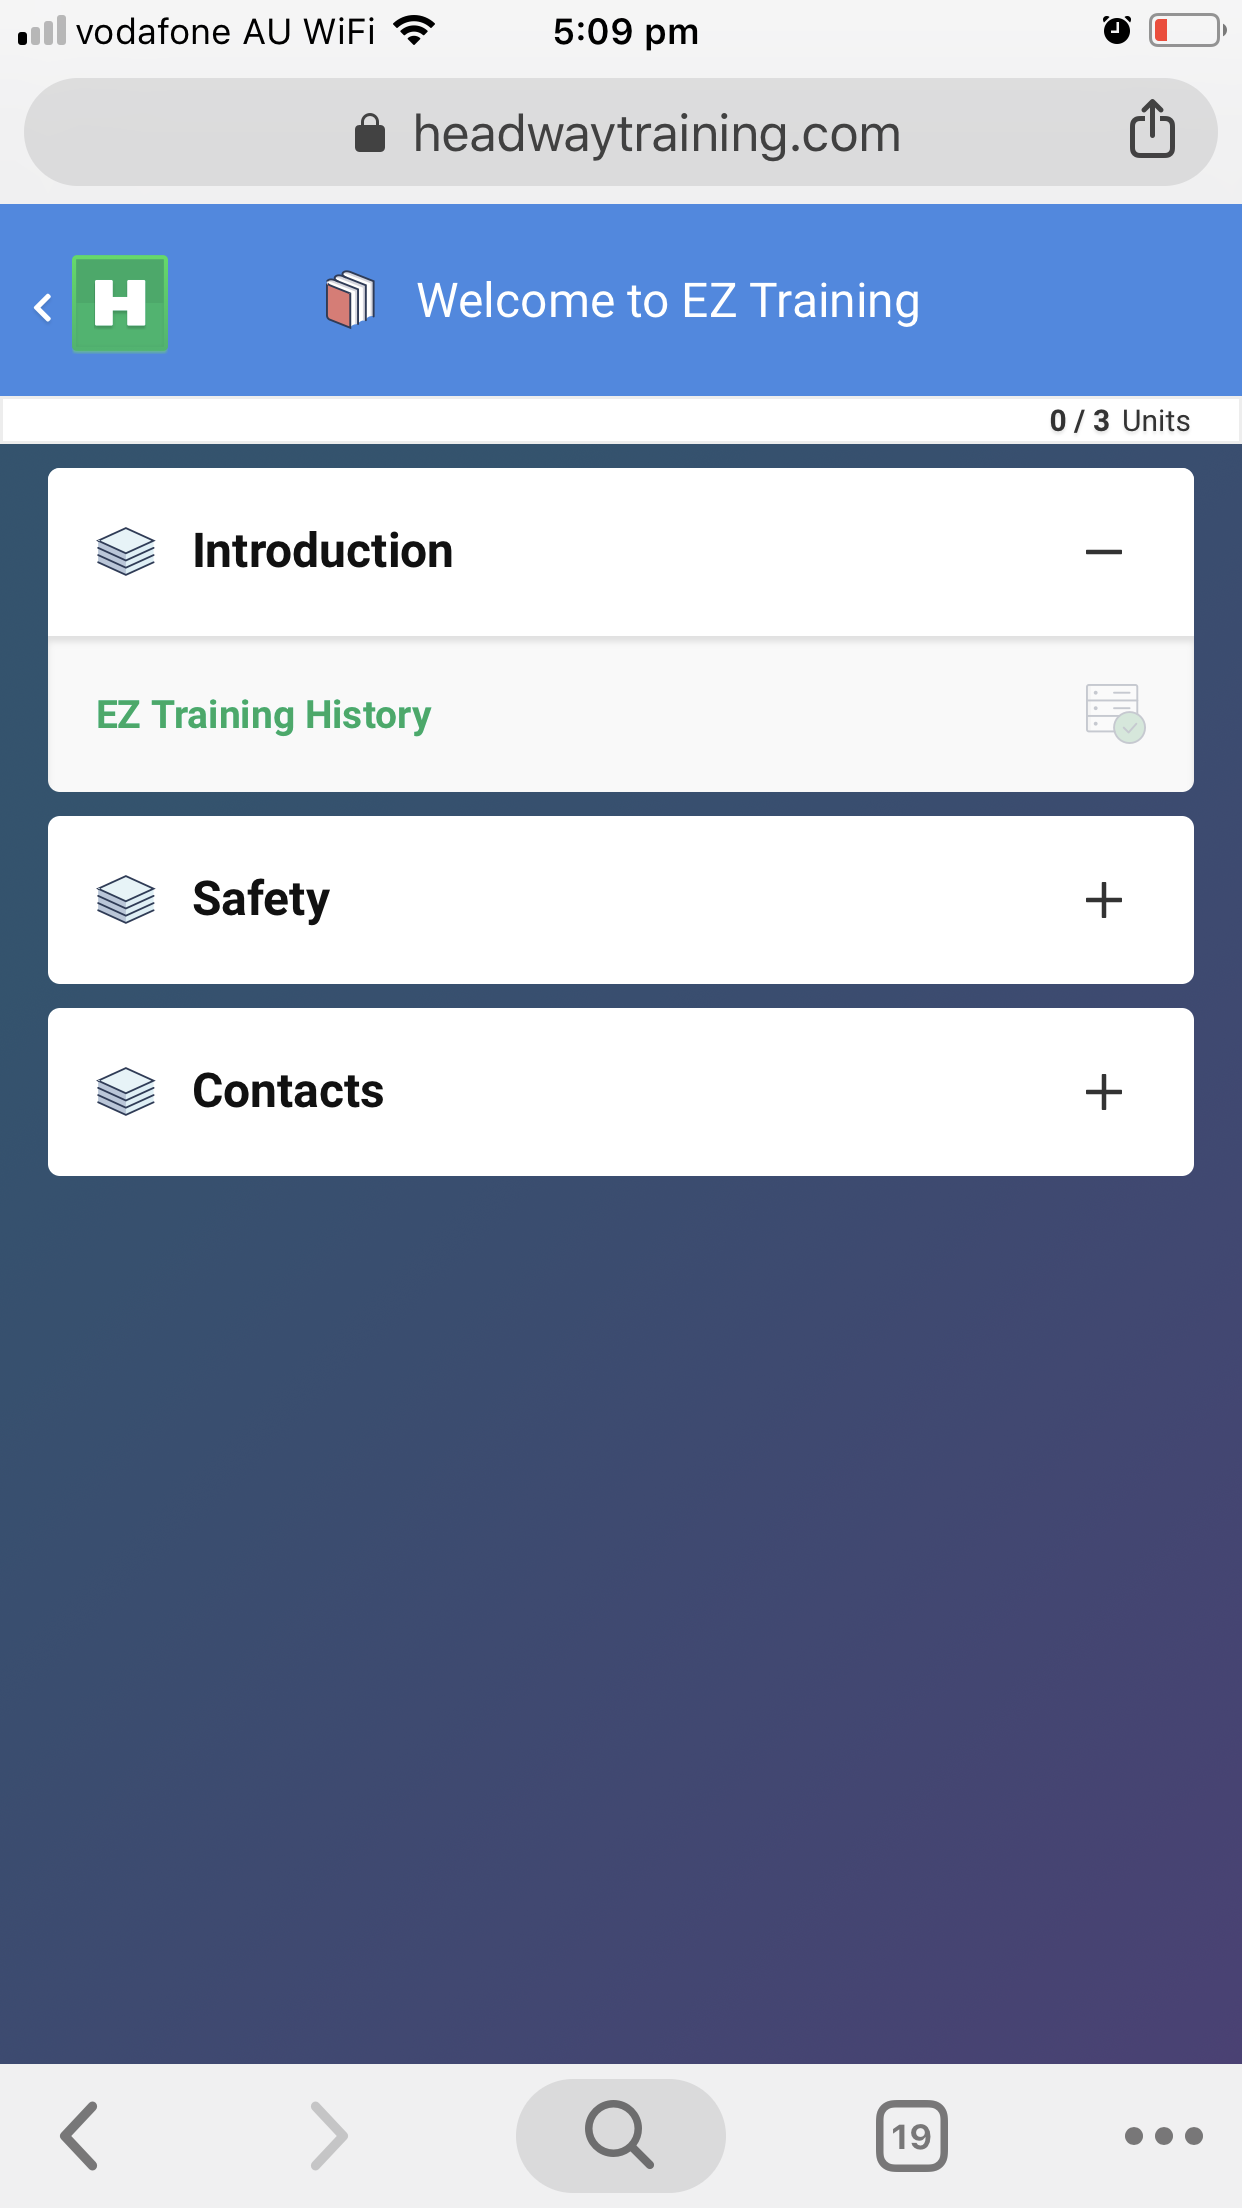 vodafone AU WiFi 5:09 pm
headwaytraining.com
H Welcome to EZ Training
0 / 3 Units
Introduction
EZ Training History
Safety
Contacts
19